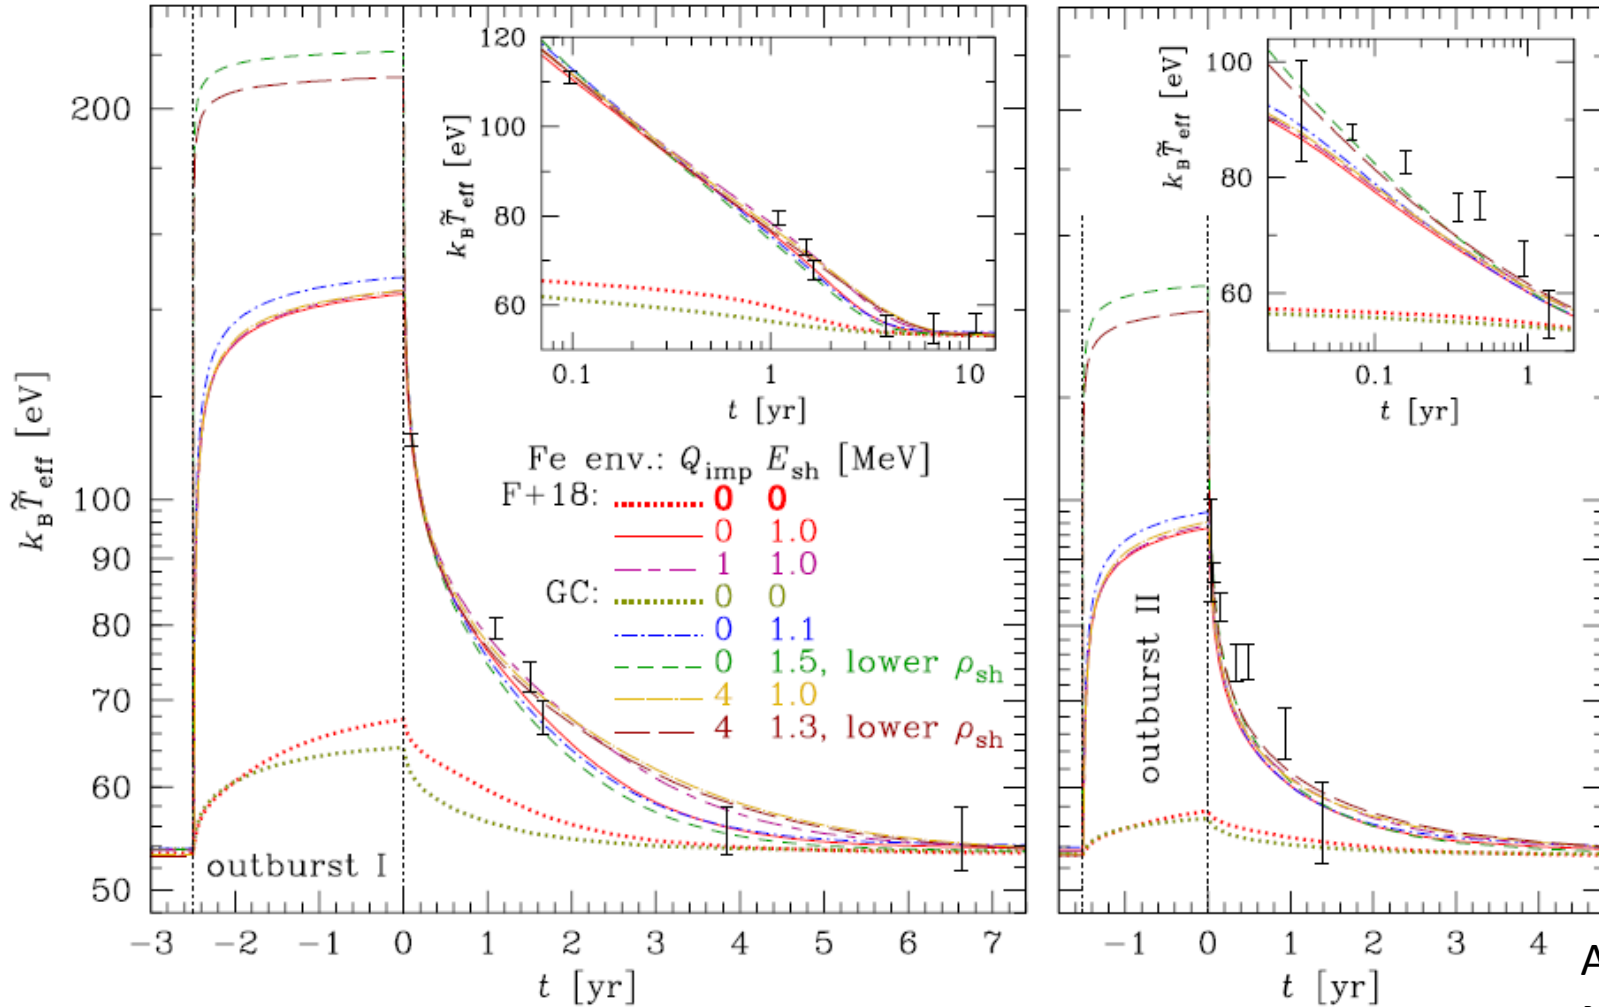 k_B T̃_eff [eV]
200
100
90
80
70
60
50
−3 −2 −1 0 1 2 3 4 5 6 7
t [yr]
outburst I
k_B T̃_eff [eV]
120
100
80
60
0.1 1 10
t [yr]
Fe env.: Q_imp E_sh [MeV]
F+18: 0 0
0 1.0
1 1.0
GC: 0 0
0 1.1
0 1.5, lower ρ_sh
4 1.0
4 1.3, lower ρ_sh
k_B T̃_eff [eV]
100
80
60
0.1 1
t [yr]
outburst II
−1 0 1 2 3 4
t [yr]
A